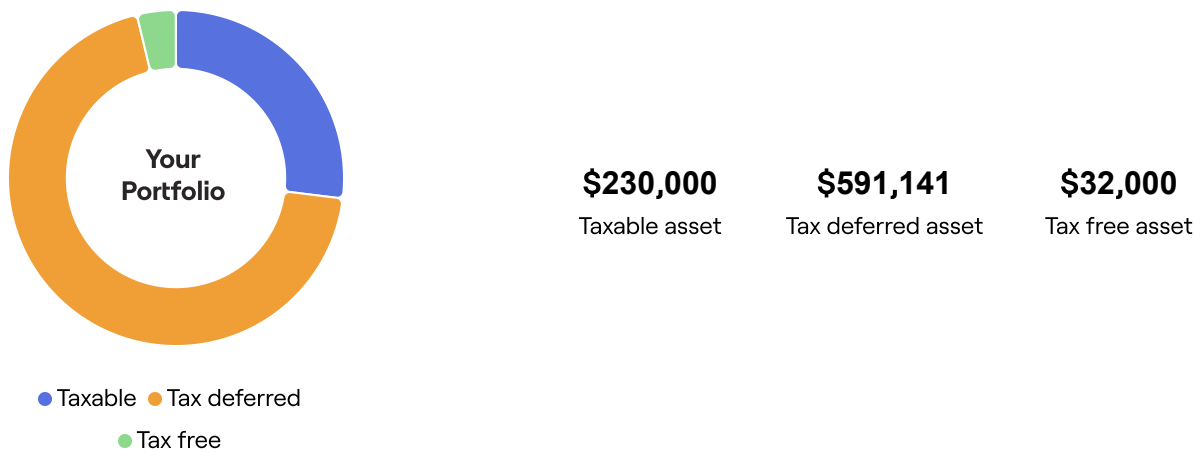 Your
Portfolio
$230,000
Taxable asset
$591,141
Tax deferred asset
$32,000
Tax free asset
Taxable
Tax deferred
Tax free